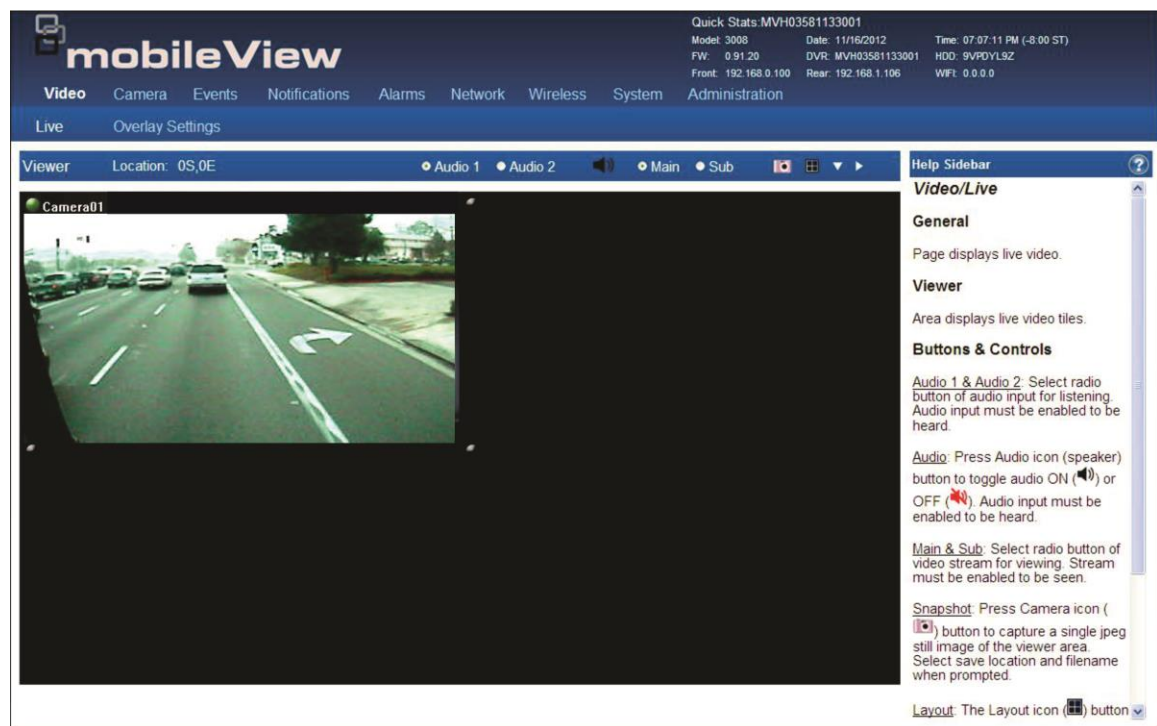 mobileView
Quick Stats:MVH03581133001
Model: 3008 Date: 11/16/2012 Time: 07:07:11 PM (-8:00 ST)
FW: 0.91.20 DVR: MVH03581133001 HDD: 9VPDYL9Z
Front: 192.168.0.100 Rear: 192.168.1.106 WIFI: 0.0.0.0
Video Camera Events Notifications Alarms Network Wireless System Administration
Live Overlay Settings
Viewer Location: 0S,0E Audio 1 Audio 2 Main Sub
Camera01
Help Sidebar ?
Video/Live
General
Page displays live video.
Viewer
Area displays live video tiles.
Buttons & Controls
Audio 1 & Audio 2: Select radio
button of audio input for listening.
Audio input must be enabled to be
heard.
Audio: Press Audio icon (speaker)
button to toggle audio ON () or
OFF (). Audio input must be
enabled to be heard.
Main & Sub: Select radio button of
video stream for viewing. Stream
must be enabled to be seen.
Snapshot: Press Camera icon (
) button to capture a single jpeg
still image of the viewer area.
Select save location and filename
when prompted.
Layout: The Layout icon () button